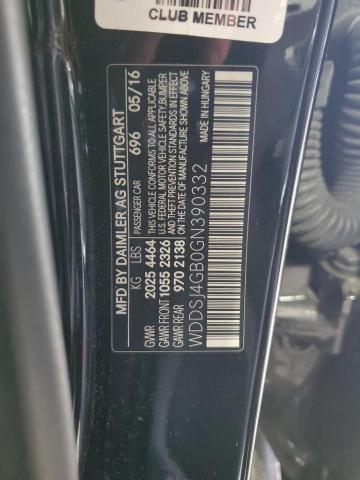 CLUB MEMBER
MFD BY DAIMLER AG STUTTGART
PASSENGER CAR 696 05/16
KG LBS THIS VEHICLE CONFORMS TO ALL APPLICABLE
GVWR 2025 4464 U.S. FEDERAL MOTOR VEHICLE SAFETY,BUMPER
GAWR FRONT 1055 2326 AND THEFT PREVENTION STANDARDS IN EFFECT
GAWR REAR 970 2138 ON THE DATE OF MANUFACTURE SHOWN ABOVE
MADE IN HUNGARY
WDDSJ4GB0GN390332